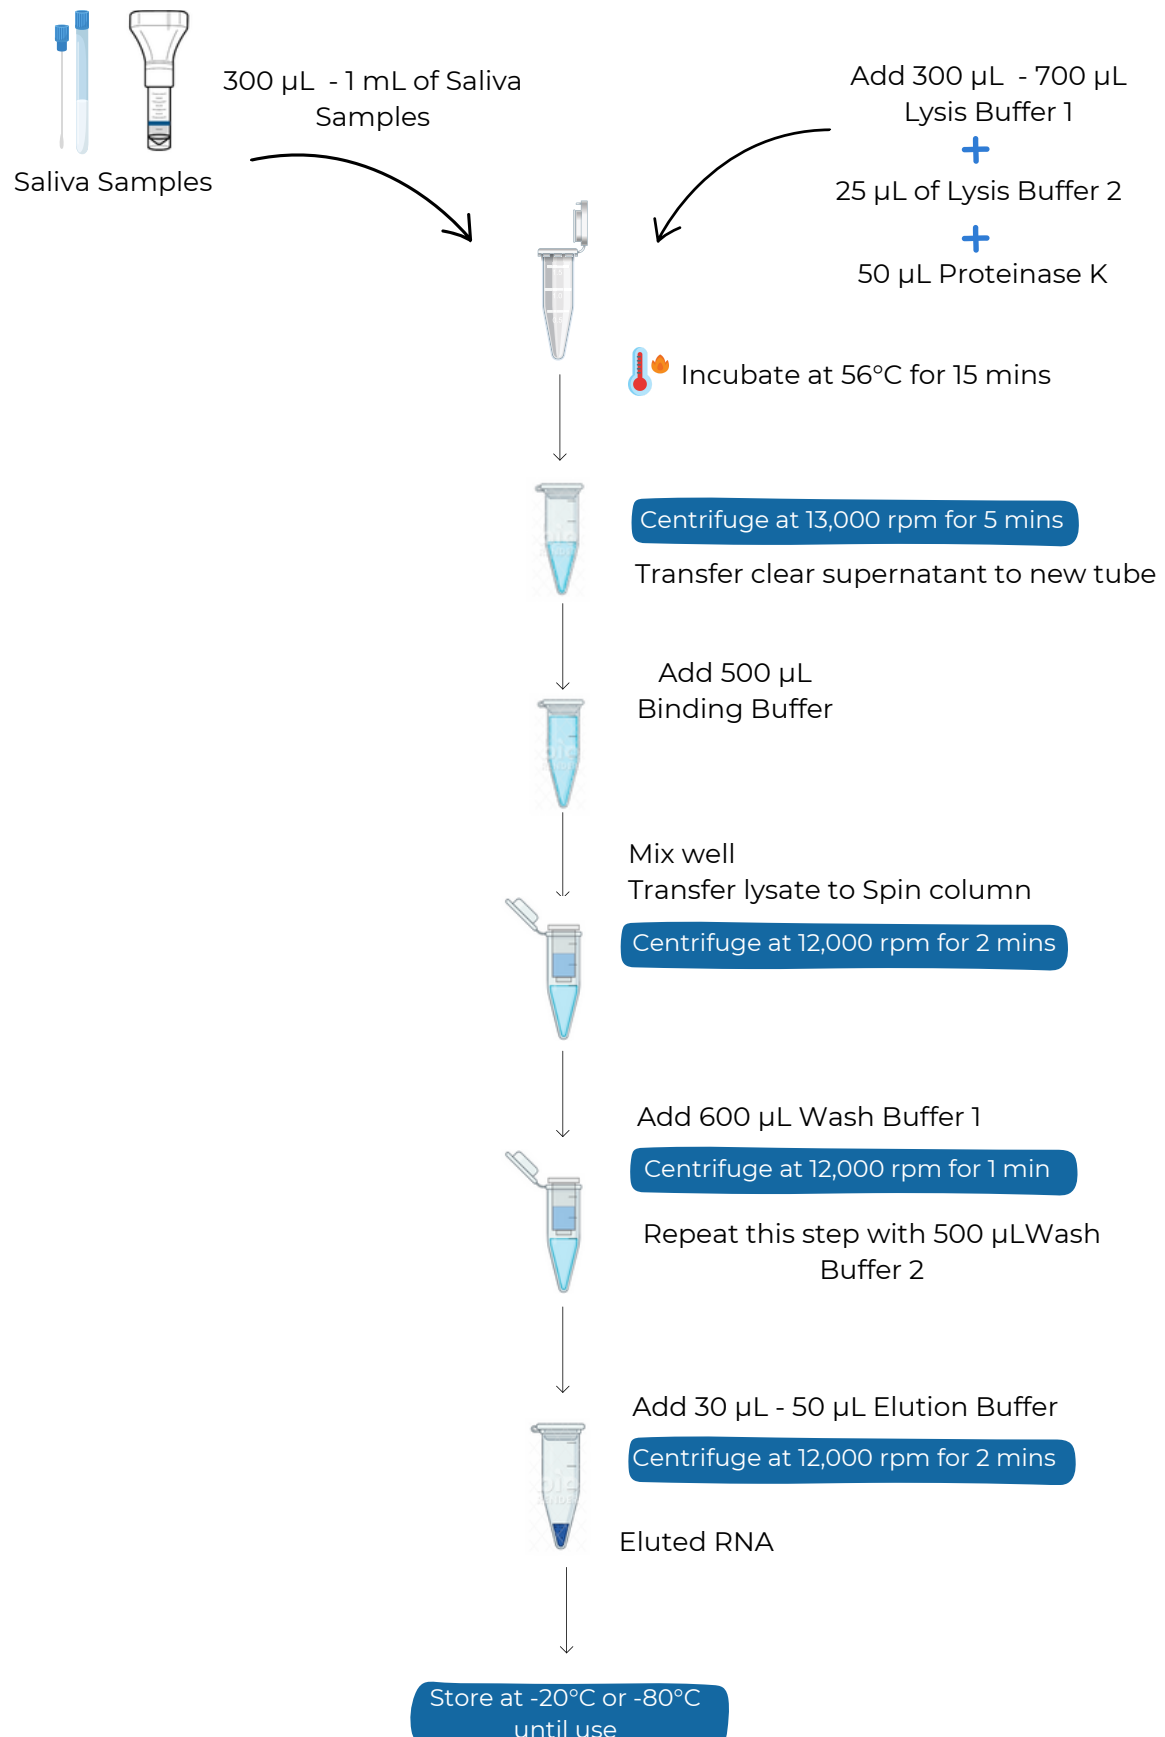 300 µL  - 1 mL of Saliva
Samples
Saliva Samples
Add 300 µL  - 700 µL
Lysis Buffer 1
+
25 µL of Lysis Buffer 2
+
50 µL Proteinase K
Incubate at 56°C for 15 mins
Centrifuge at 13,000 rpm for 5 mins
Transfer clear supernatant to new tube
Add 500 µL
Binding Buffer
Mix well
Transfer lysate to Spin column
Centrifuge at 12,000 rpm for 2 mins
Add 600 µL Wash Buffer 1
Centrifuge at 12,000 rpm for 1 min
Repeat this step with 500 µLWash
Buffer 2
Add 30 µL - 50 µL Elution Buffer
Centrifuge at 12,000 rpm for 2 mins
Eluted RNA
Store at -20°C or -80°C
until use